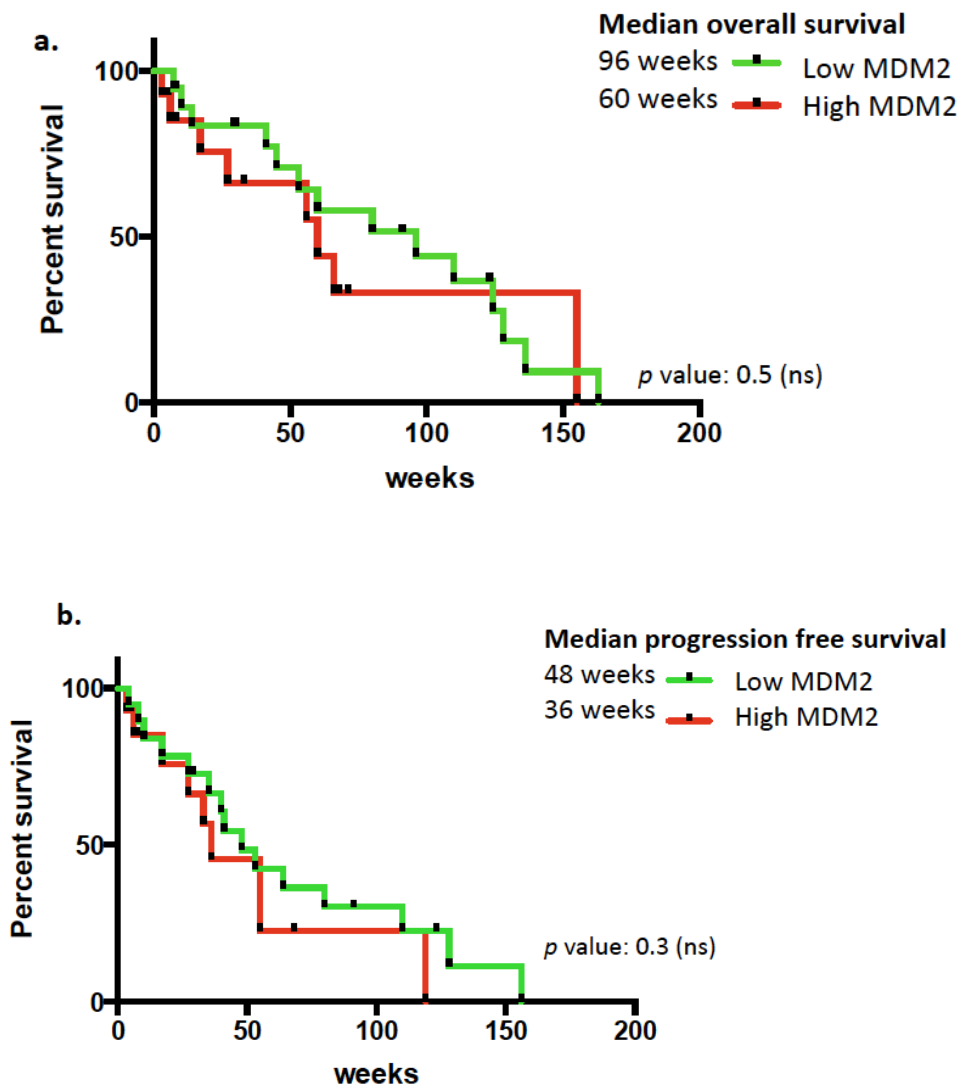 a.
Median overall survival
96 weeks Low MDM2
60 weeks High MDM2
100
50
0
Percent survival
p value: 0.5 (ns)
0 50 100 150 200
weeks
b.
Median progression free survival
48 weeks Low MDM2
36 weeks High MDM2
100
50
0
Percent survival
p value: 0.3 (ns)
0 50 100 150 200
weeks